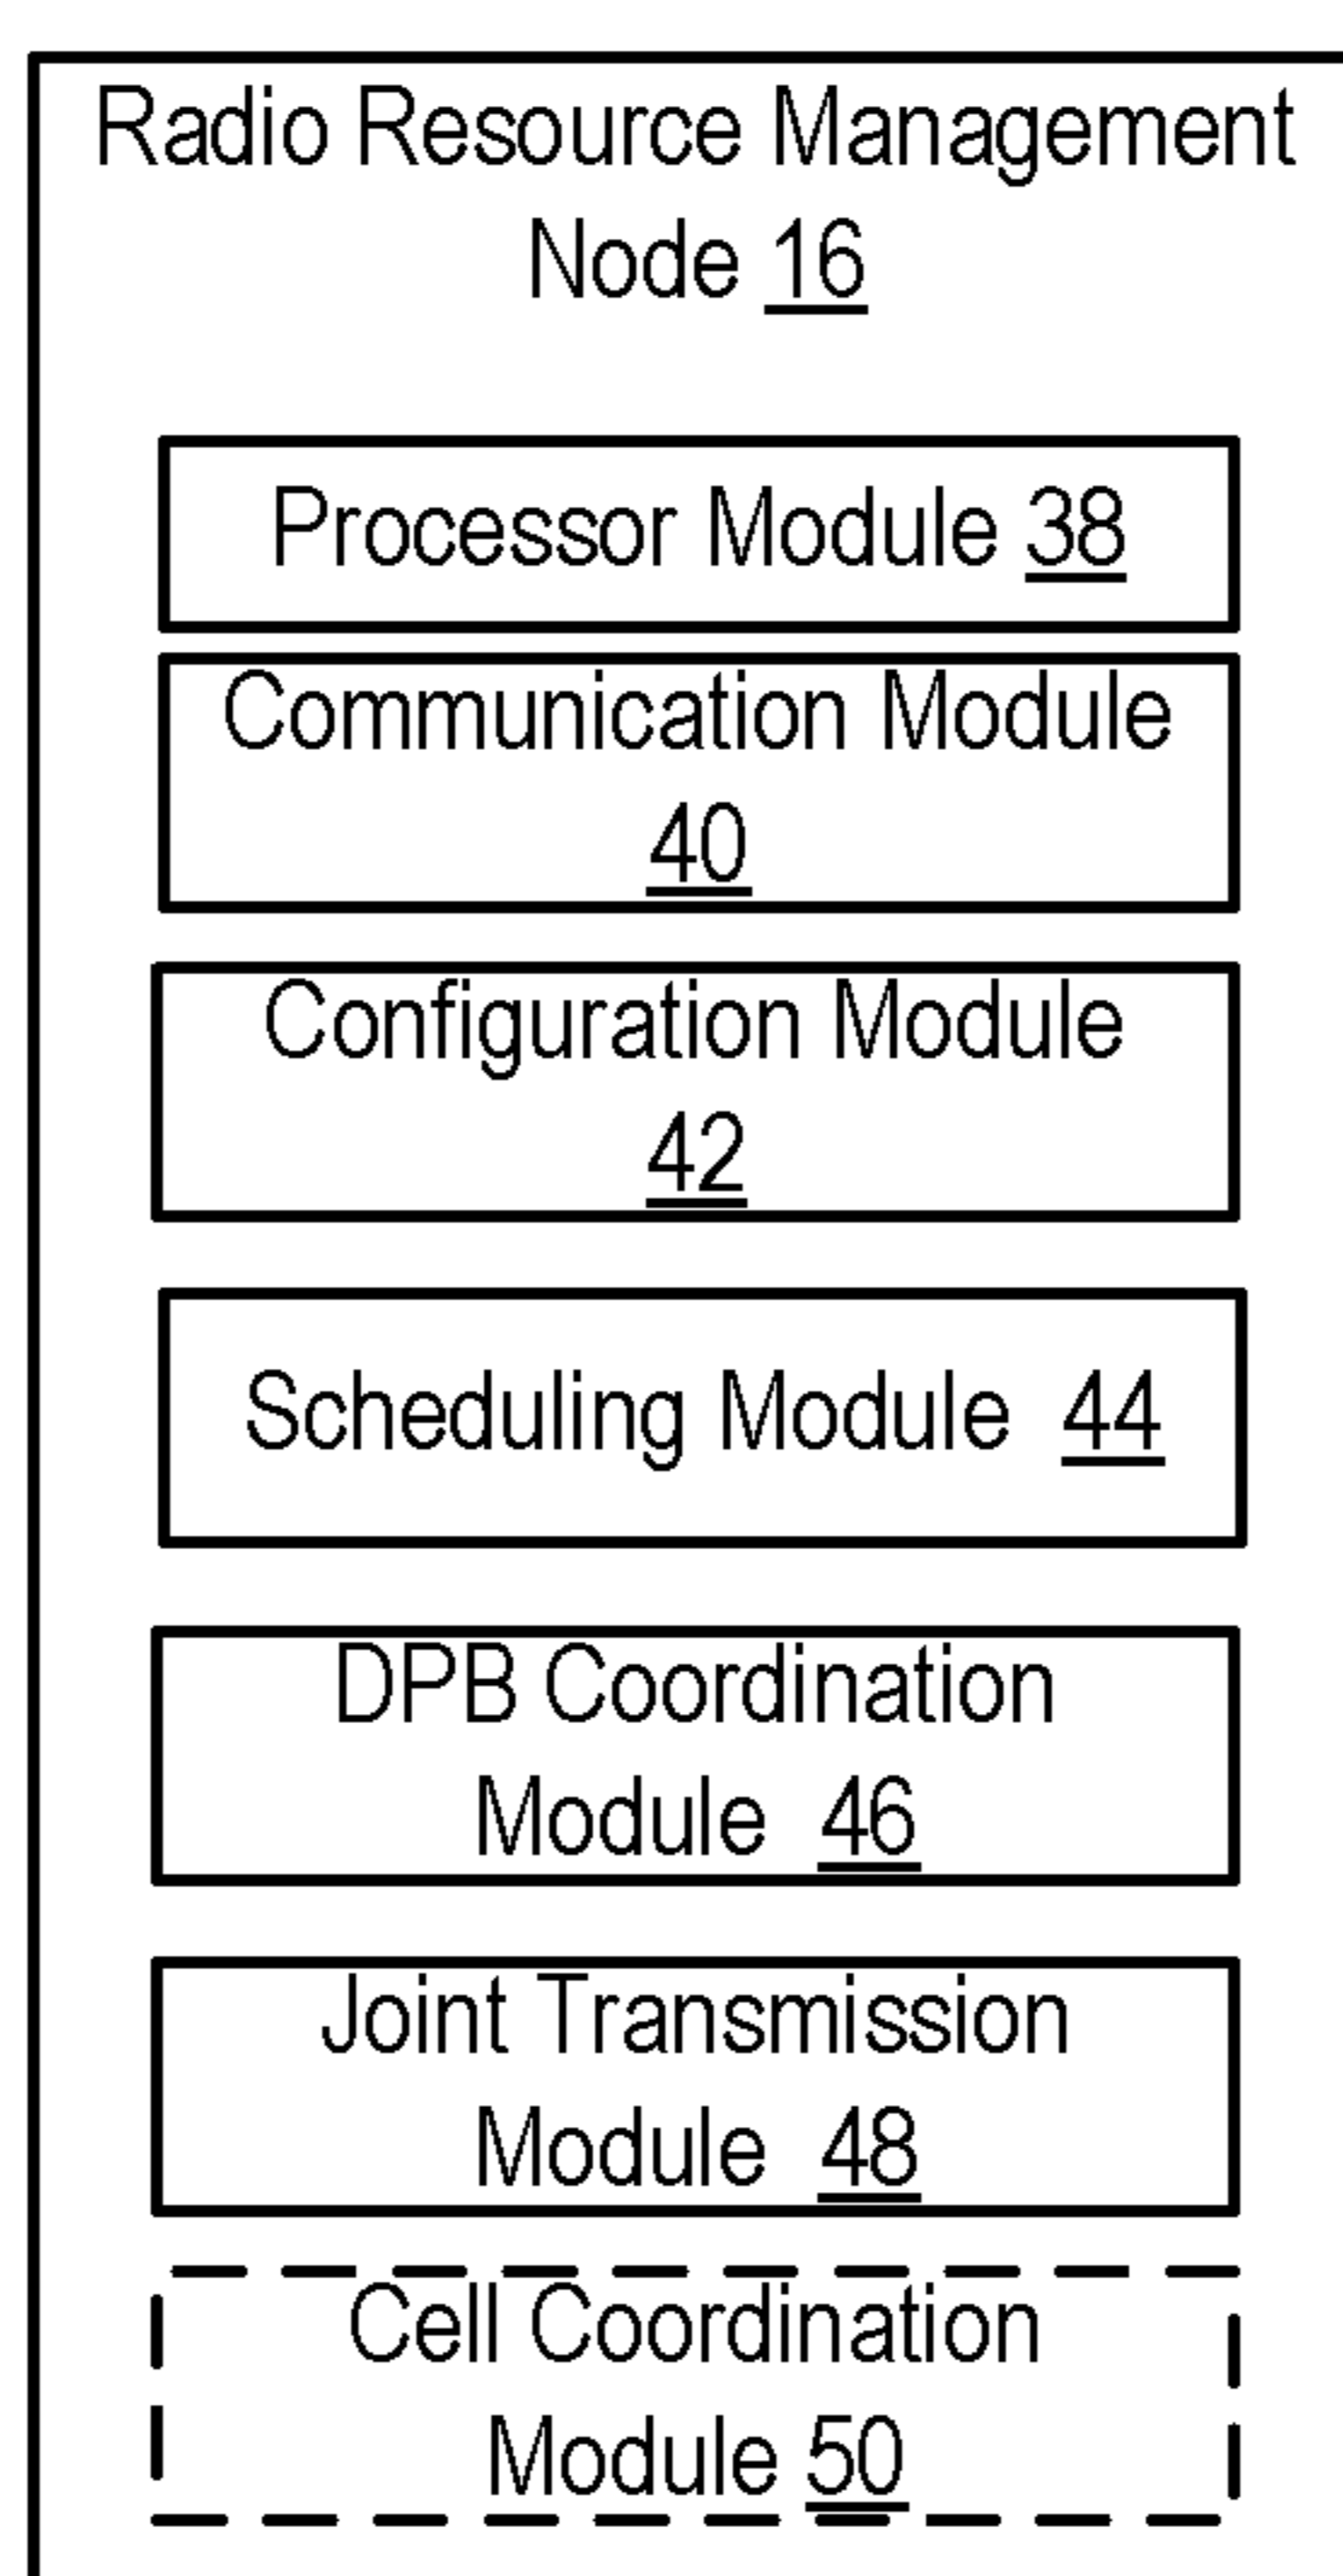 Radio Resource Management
Node 16
Processor Module 38
Communication Module
40
Configuration Module
42
Scheduling Module 44
DPB Coordination
Module 46
Joint Transmission
Module 48
Cell Coordination
Module 50